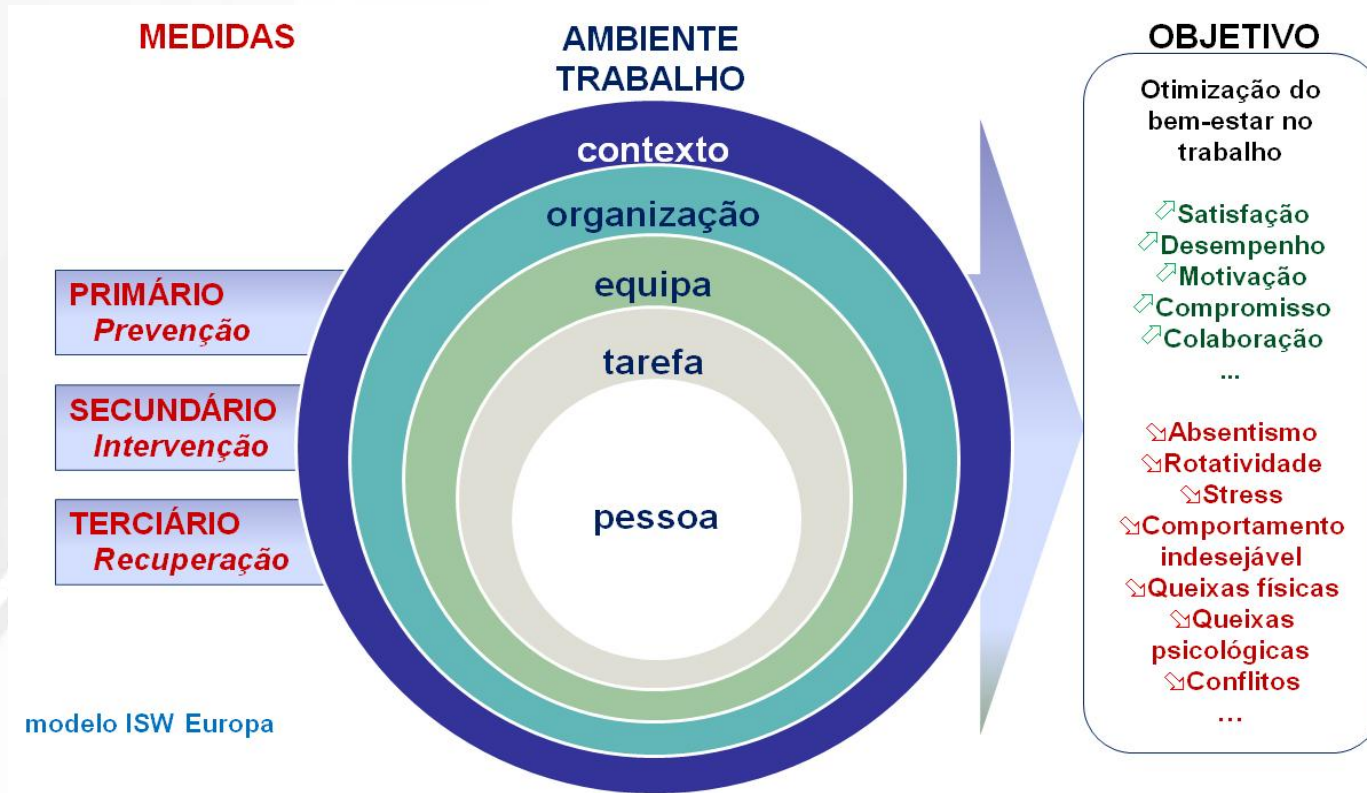 MEDIDAS
AMBIENTE
TRABALHO
OBJETIVO
PRIMÁRIO
Prevenção
SECUNDÁRIO
Intervenção
TERCIÁRIO
Recuperação
contexto
organização
equipa
tarefa
pessoa
Otimização do
bem-estar no
trabalho
⬀Satisfação
⬀Desempenho
⬀Motivação
⬀Compromisso
⬀Colaboração
...
⬂Absentismo
⬂Rotatividade
⬂Stress
⬂Comportamento
indesejável
⬂Queixas físicas
⬂Queixas
psicológicas
⬂Conflitos
...
modelo ISW Europa